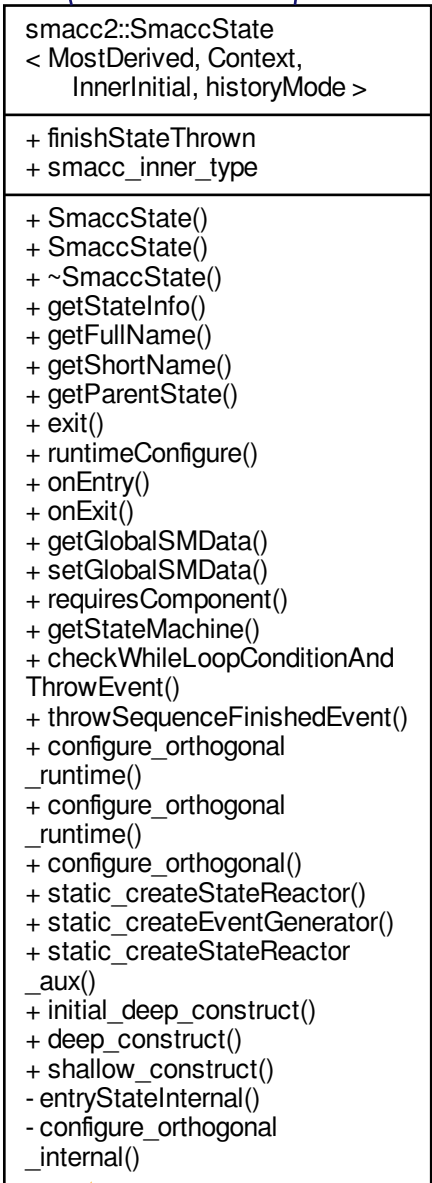 smacc2::SmaccState
< MostDerived, Context,
InnerInitial, historyMode >
+ finishStateThrown
+ smacc_inner_type
+ SmaccState()
+ SmaccState()
+ ~SmaccState()
+ getStateInfo()
+ getFullName()
+ getShortName()
+ getParentState()
+ exit()
+ runtimeConfigure()
+ onEntry()
+ onExit()
+ getGlobalSMData()
+ setGlobalSMData()
+ requiresComponent()
+ getStateMachine()
+ checkWhileLoopConditionAnd
ThrowEvent()
+ throwSequenceFinishedEvent()
+ configure_orthogonal
_runtime()
+ configure_orthogonal
_runtime()
+ configure_orthogonal()
+ static_createStateReactor()
+ static_createEventGenerator()
+ static_createStateReactor
_aux()
+ initial_deep_construct()
+ deep_construct()
+ shallow_construct()
- entryStateInternal()
- configure_orthogonal
_internal()